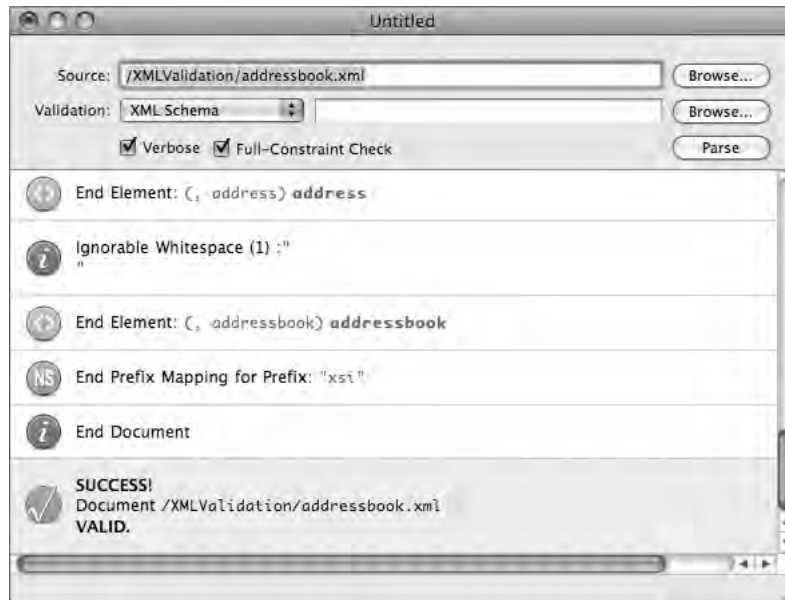 Untitled
Source: /XMLValidation/addressbook.xml Browse...
Validation: XML Schema Browse...
Verbose Full-Constraint Check Parse
End Element: (, address) address
Ignorable Whitespace (1) :"
"
End Element: (, addressbook) addressbook
NS End Prefix Mapping for Prefix: "xsi"
End Document
SUCCESS!
Document /XMLValidation/addressbook.xml
VALID.